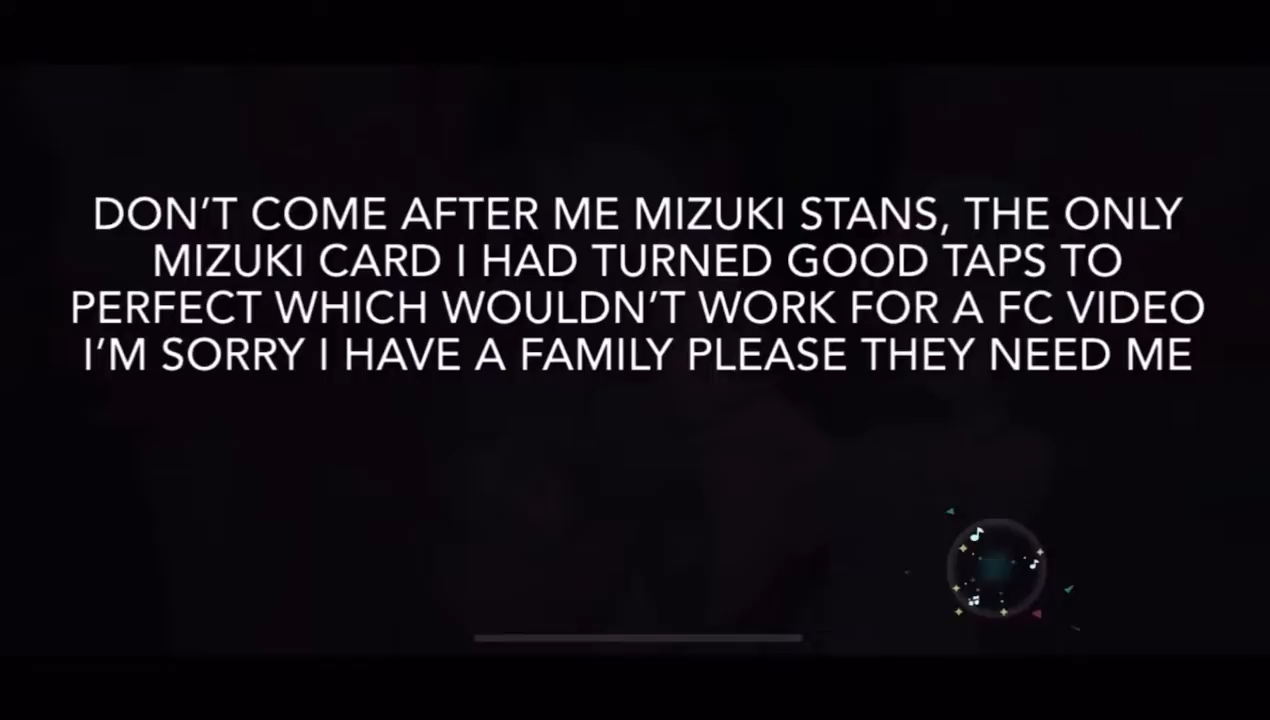 DON’T COME AFTER ME MIZUKI STANS, THE ONLY
MIZUKI CARD I HAD TURNED GOOD TAPS TO
PERFECT WHICH WOULDN’T WORK FOR A FC VIDEO
I’M SORRY I HAVE A FAMILY PLEASE THEY NEED ME